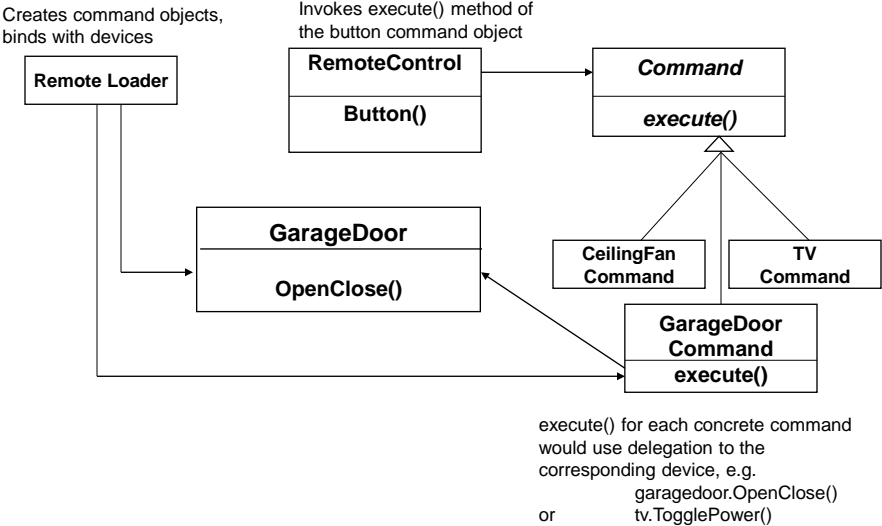 Creates command objects,
binds with devices
Invokes execute() method of
the button command object
Remote Loader
RemoteControl
Button()
Command
execute()
GarageDoor
OpenClose()
CeilingFan
Command
TV
Command
GarageDoor
Command
execute()
execute() for each concrete command
would use delegation to the
corresponding device, e.g.
garagedoor.OpenClose()
or tv.TogglePower()